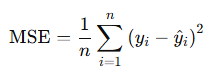 MSE = \frac{1}{n} \sum_{i=1}^{n} (y_i - \hat{y}_i)^2